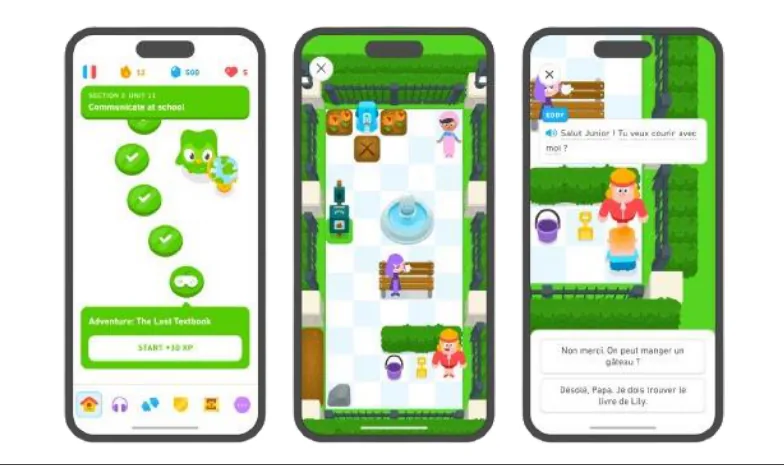 12
500
5
SECTION 3 UNIT 11
Communicate at school
Adventure: The Lost Textbook
START +30 XP
EDDY
Salut Junior ! Tu veux courir avec
moi ?
Non merci. On peut manger un
gâteau ?
Désolé, Papa. Je dois trouver le
livre de Lily.